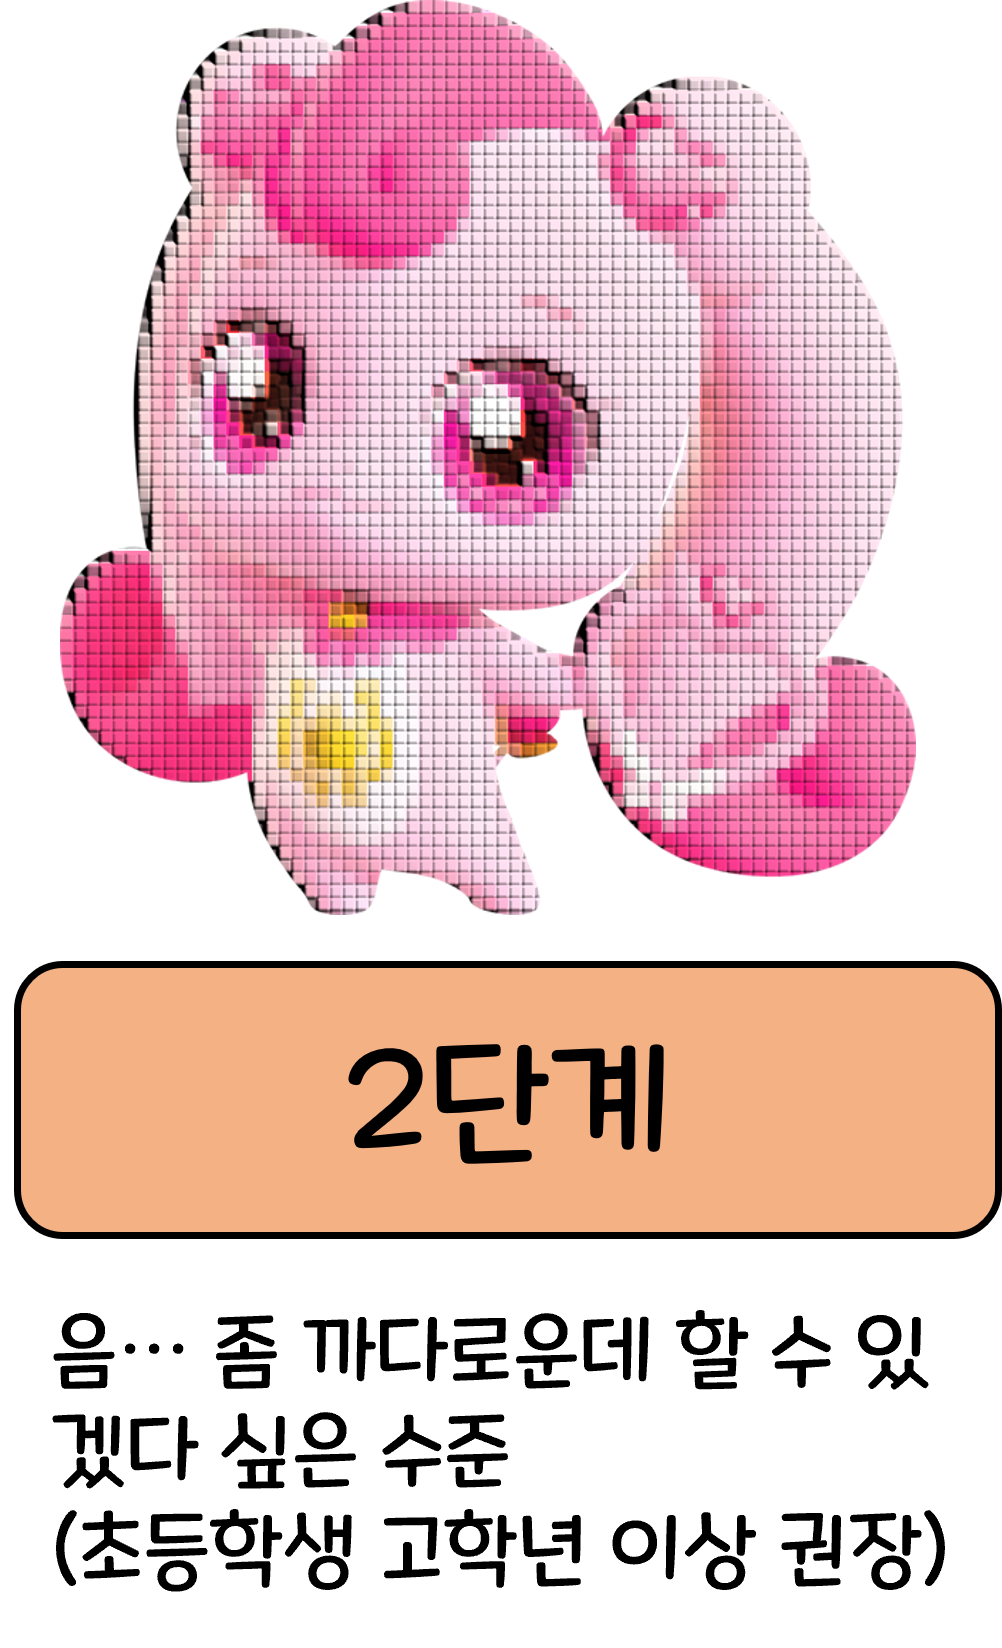 2단계
음… 좀 까다로운데 할 수 있
겠다 싶은 수준
(초등학생 고학년 이상 권장)